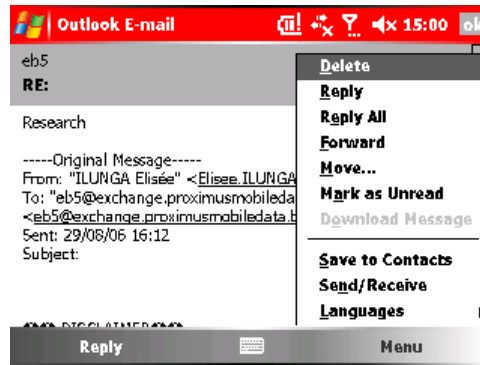 Outlook E-mail 15:00 ok
eb5
RE:
Research
-----Original Message-----
From: "ILUNGA Elisée" <Elisee.ILUNGA
To: "eb5@exchange.proximusmobileda
<eb5@exchange.proximusmobiledata.b
Sent: 29/08/06 16:12
Subject:
DISCLAIMER
Delete
Reply
Reply All
Forward
Move...
Mark as Unread
Download Message
Save to Contacts
Send/Receive
Languages
Reply
Menu